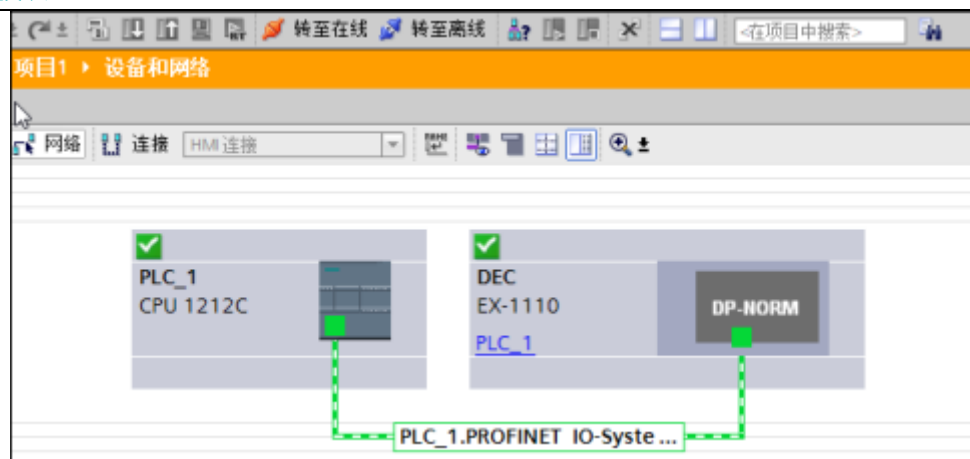 转至在线 转至离线 <在项目中搜索>
项目1 ▸ 设备和网络
网络 连接 HMI 连接
PLC_1
CPU 1212C
DEC
EX-1110
PLC_1
DP-NORM
PLC_1.PROFINET IO-Syste ...